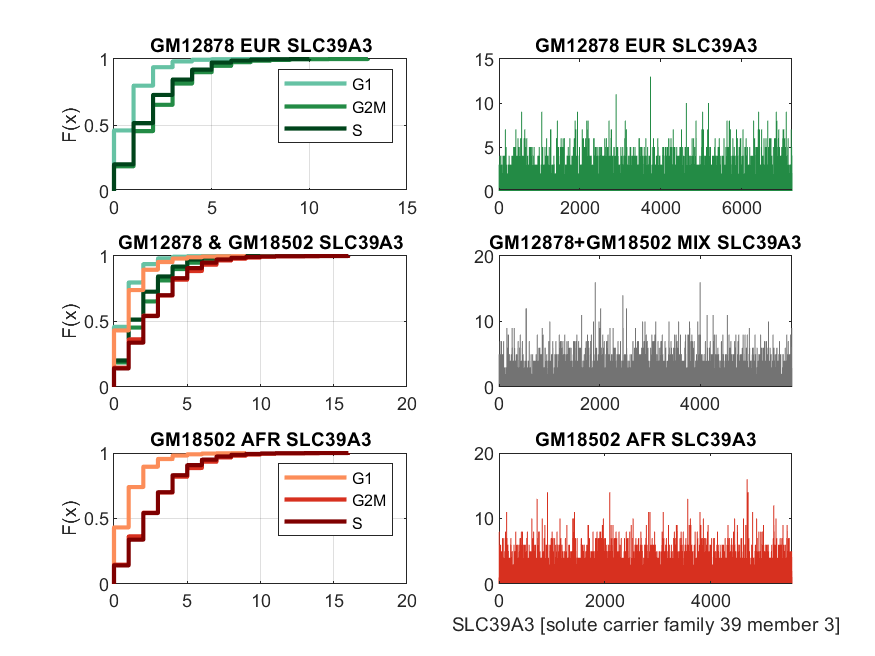 GM12878 EUR SLC39A3
1
0.5
0
F(x)
0 5 10 15
G1
G2M
S
GM12878 EUR SLC39A3
15
10
5
0
0 2000 4000 6000
GM12878 & GM18502 SLC39A3
1
0.5
0
F(x)
0 5 10 15 20
GM12878+GM18502 MIX SLC39A3
20
10
0
0 2000 4000
GM18502 AFR SLC39A3
1
0.5
0
F(x)
0 5 10 15 20
G1
G2M
S
GM18502 AFR SLC39A3
20
10
0
0 2000 4000
SLC39A3 [solute carrier family 39 member 3]